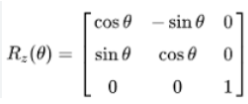 R_z(θ) = [ cos θ  − sin θ  0
sin θ  cos θ  0
0  0  1 ]